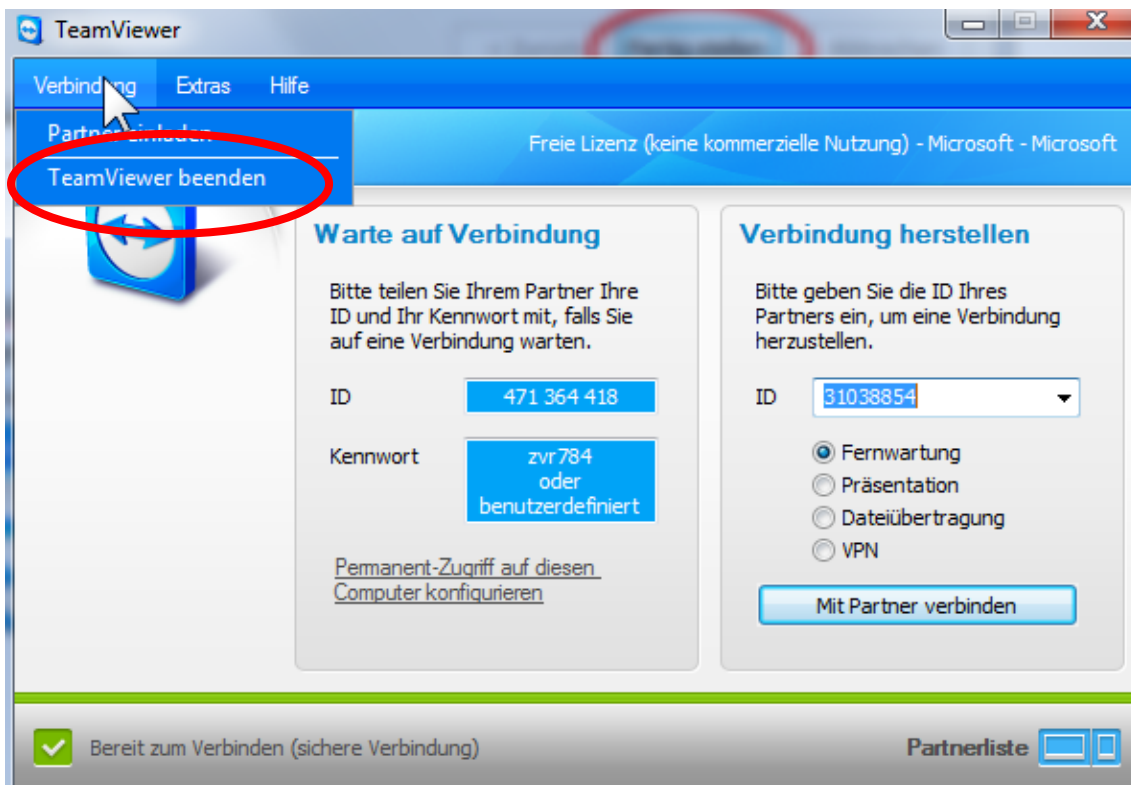 TeamViewer
Verbindung Extras Hilfe
Partner einladen
TeamViewer beenden
Freie Lizenz (keine kommerzielle Nutzung) - Microsoft - Microsoft
Warte auf Verbindung
Bitte teilen Sie Ihrem Partner Ihre
ID und Ihr Kennwort mit, falls Sie
auf eine Verbindung warten.
ID 471 364 418
Kennwort zvr784
oder
benutzerdefiniert
Permanent-Zugriff auf diesen
Computer konfigurieren
Verbindung herstellen
Bitte geben Sie die ID Ihres
Partners ein, um eine Verbindung
herzustellen.
ID 31038854
Fernwartung
Präsentation
Dateiübertragung
VPN
Mit Partner verbinden
Bereit zum Verbinden (sichere Verbindung)
Partnerliste